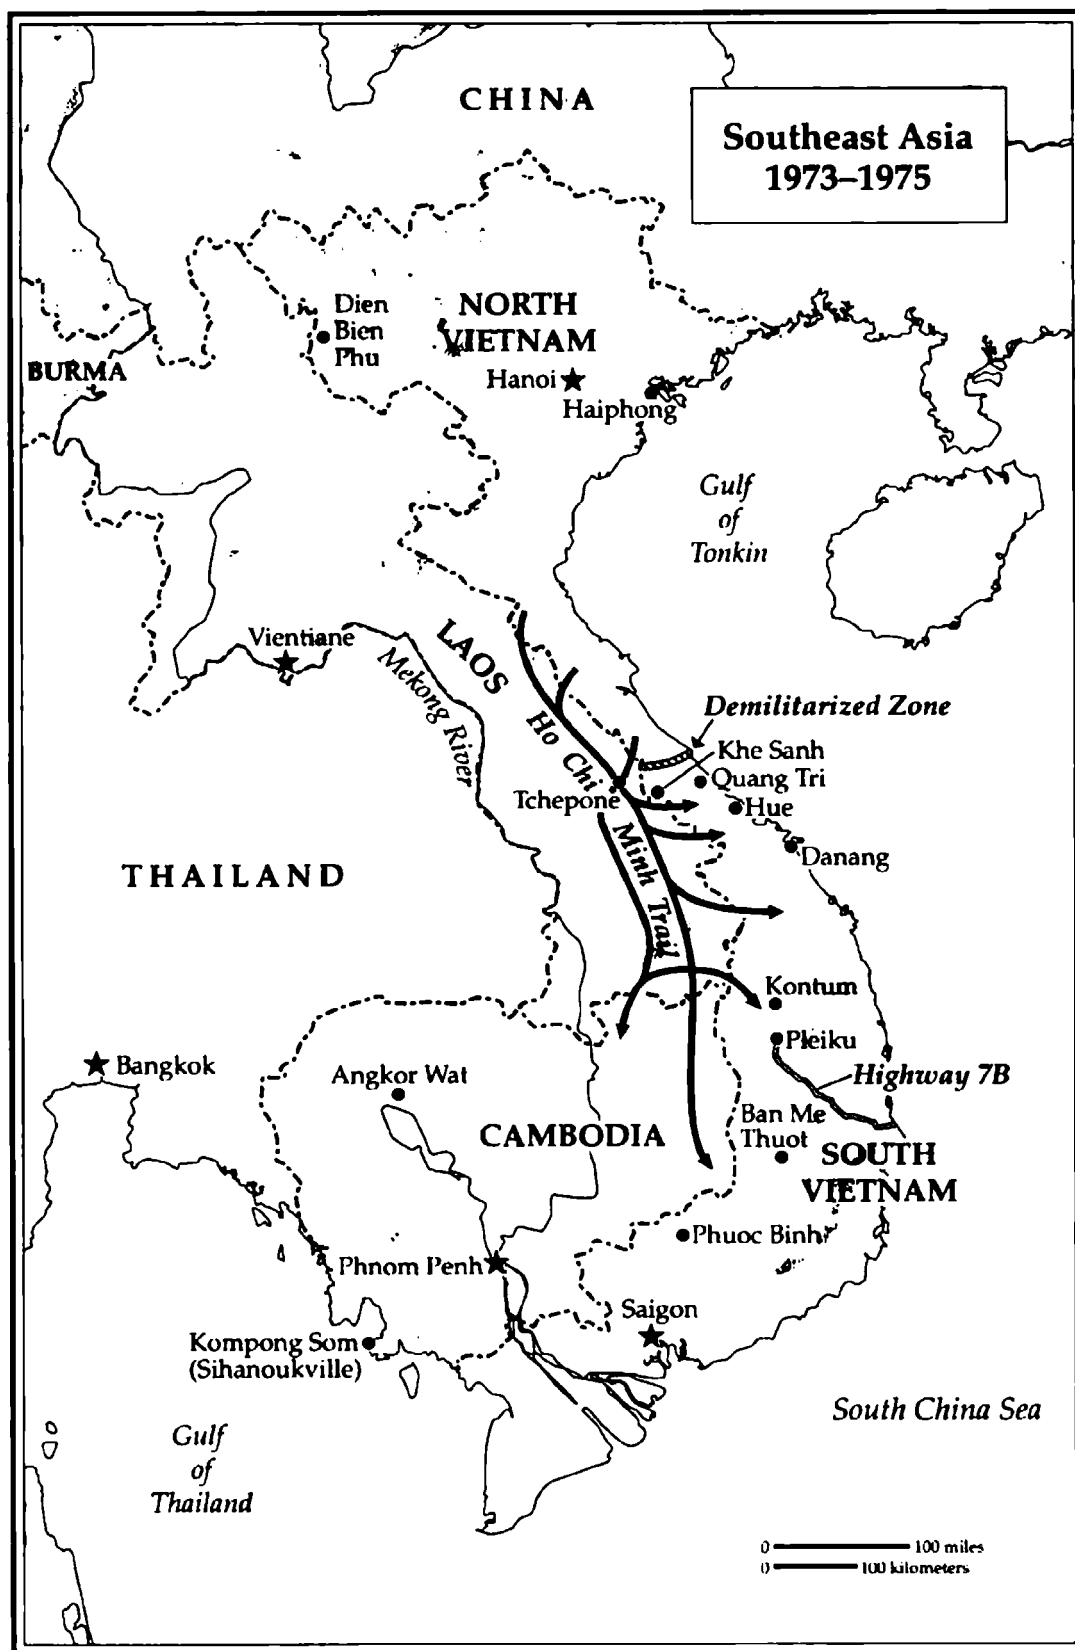 CHINA
Southeast Asia
1973–1975
Dien
Bien
Phu
NORTH
VIETNAM
BURMA
Hanoi
Haiphong
Gulf
of
Tonkin
Vientiane
LAOS
Mekong River
Demilitarized Zone
Ho Chi Minh Trail
Khe Sanh
Quang Tri
Tchepone
Hue
Danang
THAILAND
Kontum
Pleiku
Bangkok
Angkor Wat
Highway 7B
Ban Me
Thuot
CAMBODIA
SOUTH
VIETNAM
Phuoc Binh
Phnom Penh
Saigon
Kompong Som
(Sihanoukville)
South China Sea
Gulf
of
Thailand
0 100 miles
0 100 kilometers